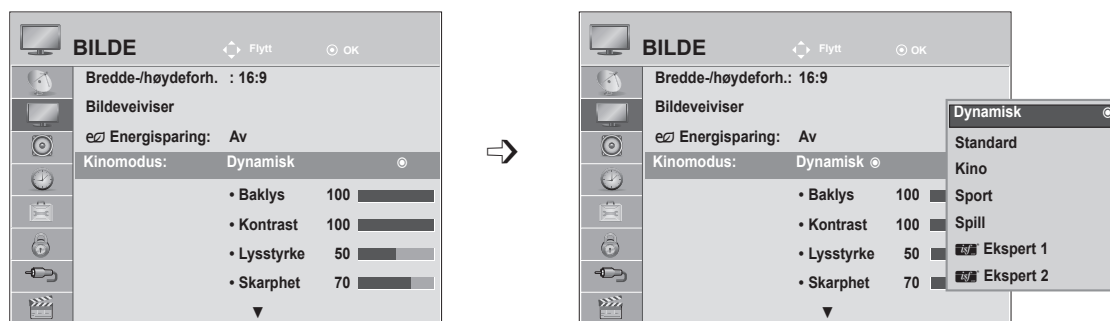 BILDE Flytt OK
Bredde-/høydeforh. : 16:9
Bildeveiviser
Energisparing: Av
Kinomodus: Dynamisk
• Baklys 100
• Kontrast 100
• Lysstyrke 50
• Skarphet 70
▼
BILDE Flytt OK
Bredde-/høydeforh.: 16:9
Bildeveiviser
Energisparing: Av
Kinomodus: Dynamisk
• Baklys 100
• Kontrast 100
• Lysstyrke 50
• Skarphet 70
▼
Dynamisk
Standard
Kino
Sport
Spill
isf Ekspert 1
isf Ekspert 2